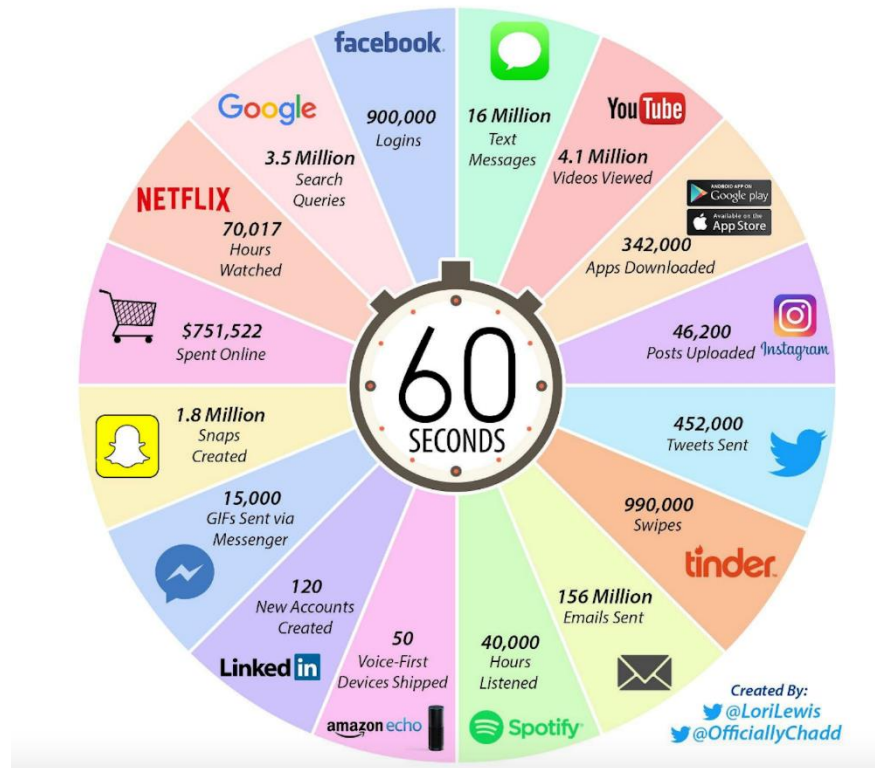 facebook
900,000
Logins
16 Million
Text
Messages
YouTube
4.1 Million
Videos Viewed
ANDROID APP ON
Google play
Available on the
App Store
342,000
Apps Downloaded
46,200
Posts Uploaded
Instagram
452,000
Tweets Sent
990,000
Swipes
tinder
156 Million
Emails Sent
40,000
Hours
Listened
Spotify
50
Voice-First
Devices Shipped
amazon echo
120
New Accounts
Created
Linked in
15,000
GIFs Sent via
Messenger
1.8 Million
Snaps
Created
$751,522
Spent Online
NETFLIX
70,017
Hours
Watched
Google
3.5 Million
Search
Queries
60
SECONDS
Created By:
@LoriLewis
@OfficiallyChadd